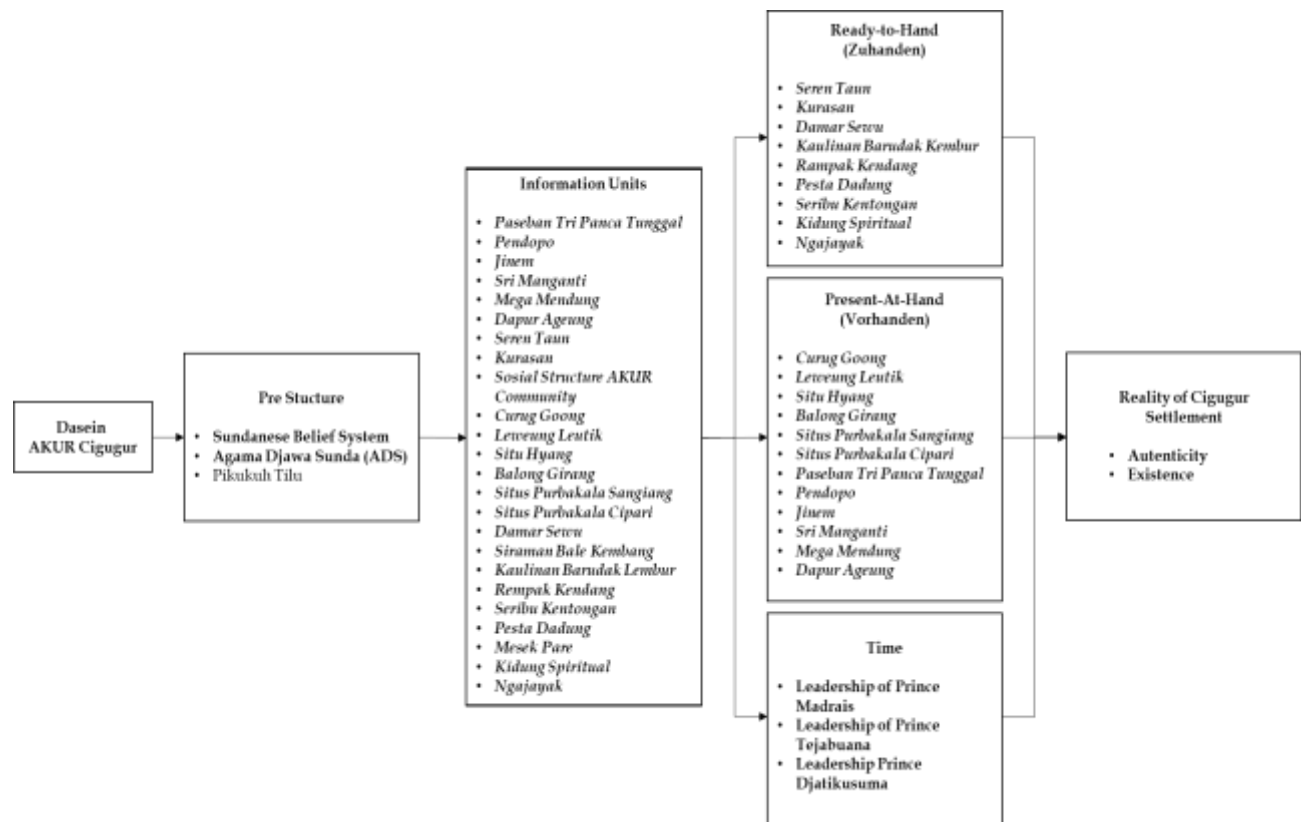 Dasein
AKUR Cigugur
Pre Stucture
• Sundanese Belief System
• Agama Djawa Sunda (ADS)
• Pikukuh Tilu
Information Units
• Paseban Tri Panca Tunggal
• Pendopo
• Jinem
• Sri Manganti
• Mega Mendung
• Dapur Ageung
• Seren Taun
• Kurasan
• Sosial Structure AKUR
Community
• Curug Goong
• Leweung Leutik
• Situ Hyang
• Balong Girang
• Situs Purbakala Sangiang
• Situs Purbakala Cipari
• Damar Sewu
• Siraman Bale Kembang
• Kaulinan Barudak Lembur
• Rempak Kendang
• Seribu Kentongan
• Pesta Dadung
• Mesek Pare
• Kidung Spiritual
• Ngajayak
Ready-to-Hand
(Zuhanden)
• Seren Taun
• Kurasan
• Damar Sewu
• Kaulinan Barudak Kembur
• Rampak Kendang
• Pesta Dadung
• Seribu Kentongan
• Kidung Spiritual
• Ngajayak
Present-At-Hand
(Vorhanden)
• Curug Goong
• Leweung Leutik
• Situ Hyang
• Balong Girang
• Situs Purbakala Sangiang
• Situs Purbakala Cipari
• Paseban Tri Panca Tunggal
• Pendopo
• Jinem
• Sri Manganti
• Mega Mendung
• Dapur Ageung
Time
• Leadership of Prince
Madrais
• Leadership of Prince
Tejabuana
• Leadership Prince
Djatikusuma
Reality of Cigugur
Settlement
• Autenticity
• Existence